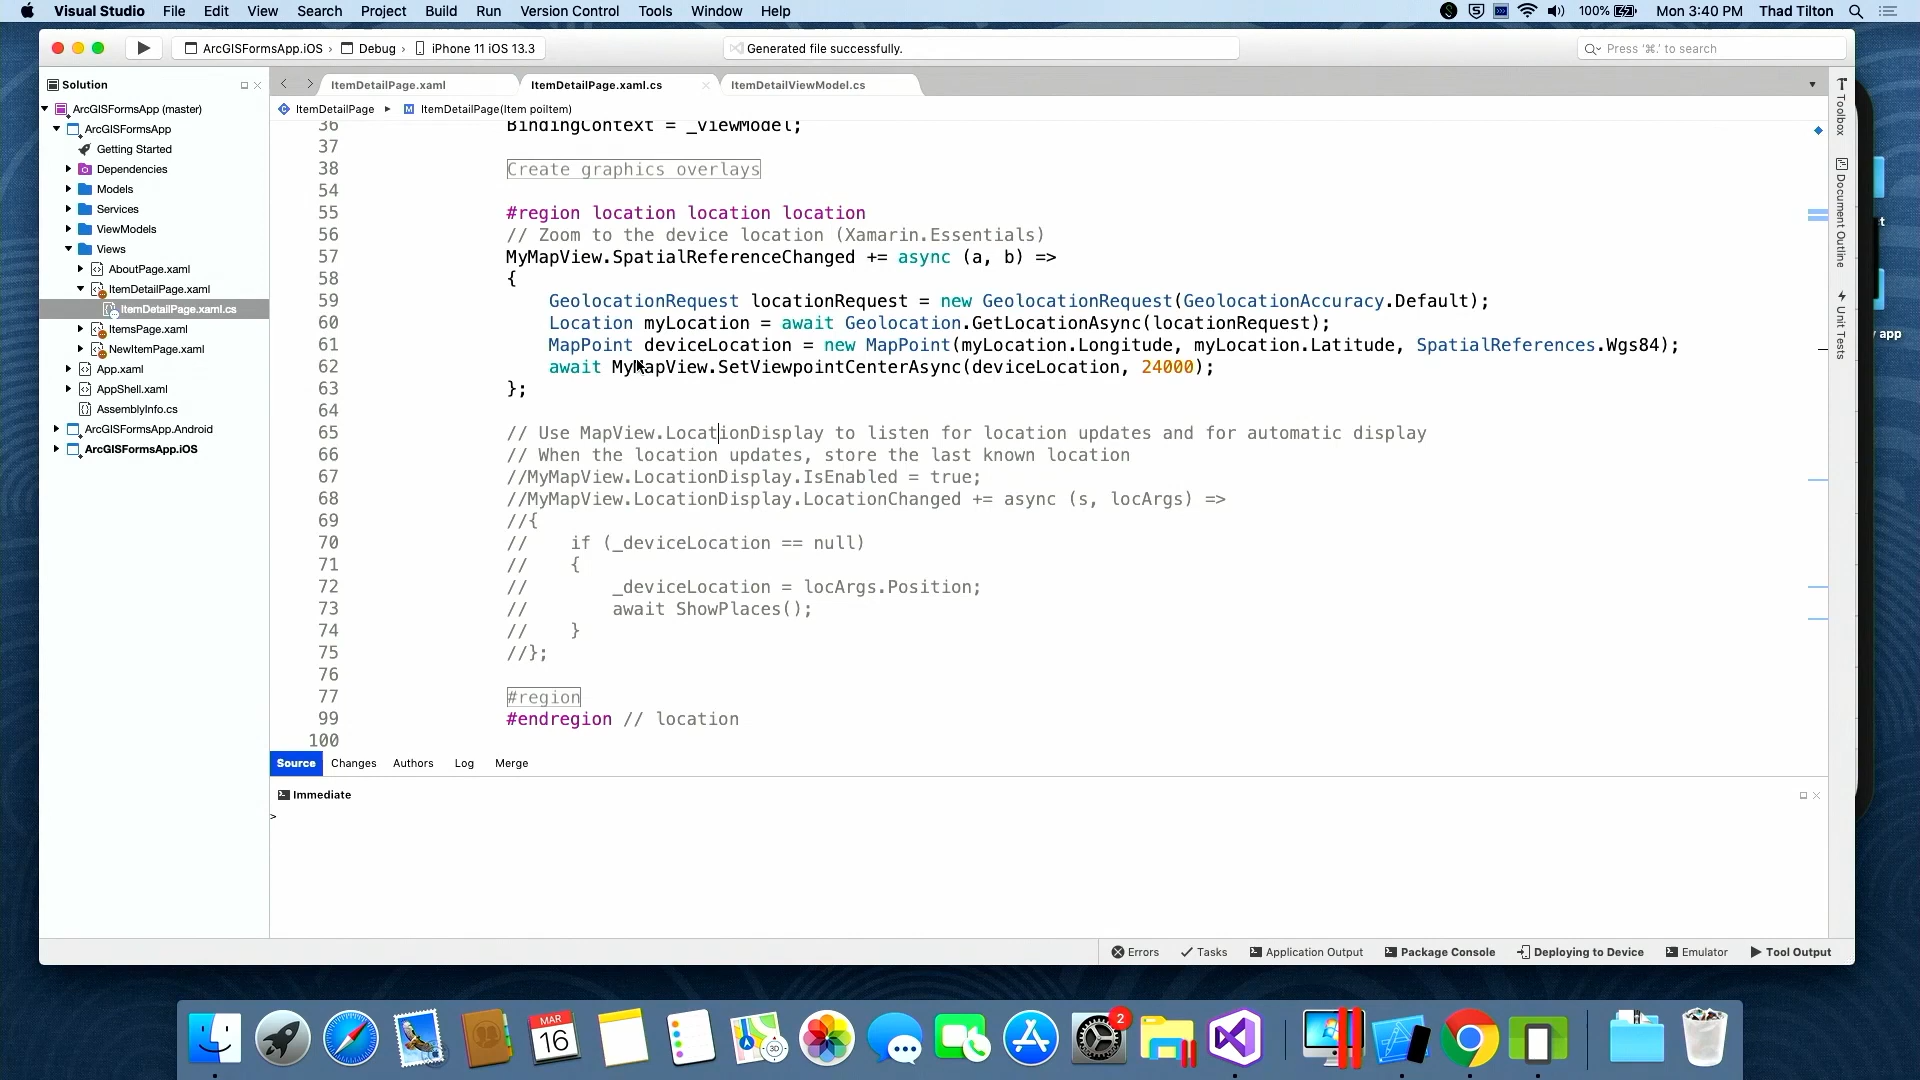 Visual Studio File Edit View Search Project Build Run Version Control Tools Window Help 100% Mon 3:40 PM Thad Tilton
ArcGISFormsApp.iOS › Debug › iPhone 11 iOS 13.3 Generated file successfully. Press '⌘.' to search
Solution
ItemDetailPage.xaml ItemDetailPage.xaml.cs ItemDetailViewModel.cs
ItemDetailPage ItemDetailPage(Item poiItem)
ArcGISFormsApp (master)
ArcGISFormsApp
Getting Started
Dependencies
Models
Services
ViewModels
Views
AboutPage.xaml
ItemDetailPage.xaml
ItemDetailPage.xaml.cs
ItemsPage.xaml
NewItemPage.xaml
App.xaml
AppShell.xaml
AssemblyInfo.cs
ArcGISFormsApp.Android
ArcGISFormsApp.iOS
36 BindingContext = _viewModel;
37
38 Create graphics overlays
54
55 #region location location location
56 // Zoom to the device location (Xamarin.Essentials)
57 MyMapView.SpatialReferenceChanged += async (a, b) =>
58 {
59 GeolocationRequest locationRequest = new GeolocationRequest(GeolocationAccuracy.Default);
60 Location myLocation = await Geolocation.GetLocationAsync(locationRequest);
61 MapPoint deviceLocation = new MapPoint(myLocation.Longitude, myLocation.Latitude, SpatialReferences.Wgs84);
62 await MyMapView.SetViewpointCenterAsync(deviceLocation, 24000);
63 };
64
65 // Use MapView.LocationDisplay to listen for location updates and for automatic display
66 // When the location updates, store the last known location
67 //MyMapView.LocationDisplay.IsEnabled = true;
68 //MyMapView.LocationDisplay.LocationChanged += async (s, locArgs) =>
69 //{
70 // if (_deviceLocation == null)
71 // {
72 // _deviceLocation = locArgs.Position;
73 // await ShowPlaces();
74 // }
75 //};
76
77 #region
99 #endregion // location
100
Toolbox
Document Outline
Unit Tests
Source Changes Authors Log Merge
Immediate
>
Errors Tasks Application Output Package Console Deploying to Device Emulator Tool Output
t
app
MAR
16
3D
2